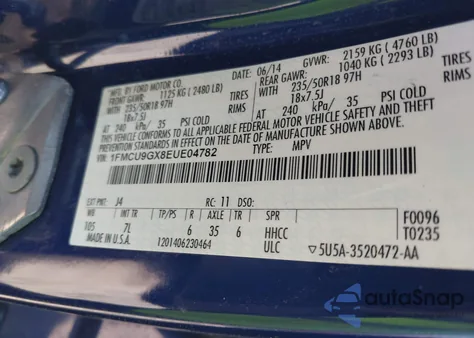 MFD. BY FORD MOTOR CO.
DATE: 06/14 GVWR: 2159 KG (4760 LB)
FRONT GAWR: 1125 KG (2480 LB) REAR GAWR: 1040 KG (2293 LB)
235/50R18 97H TIRES 235/50R18 97H TIRES
18x7.5J RIMS 18x7.5J RIMS
AT 240 kPa/ 35 PSI COLD AT 240 kPa/ 35 PSI COLD
THIS VEHICLE CONFORMS TO ALL APPLICABLE FEDERAL MOTOR VEHICLE SAFETY AND THEFT
PREVENTION STANDARDS IN EFFECT ON THE DATE OF MANUFACTURE SHOWN ABOVE.
VIN: 1FMCU9GX8EUE04782 TYPE: MPV
EXT PNT: J4 RC: 11 DSO:
WB INT TR TP/PS R AXLE TR SPR F0096
105 7L 6 35 6 HHCC T0235
MADE IN U.S.A. 1201406230464 ULC ▽5U5A-3520472-AA
autoSnap